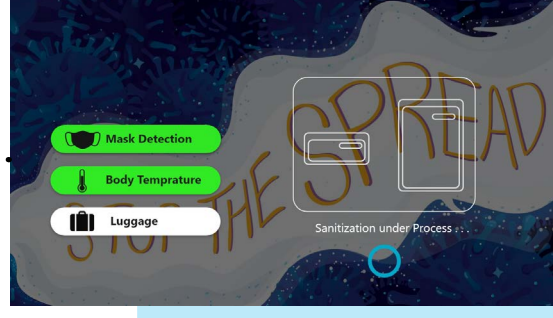 STOP THE SPREAD
Mask Detection
Body Temprature
Luggage
Sanitization under Process . . .